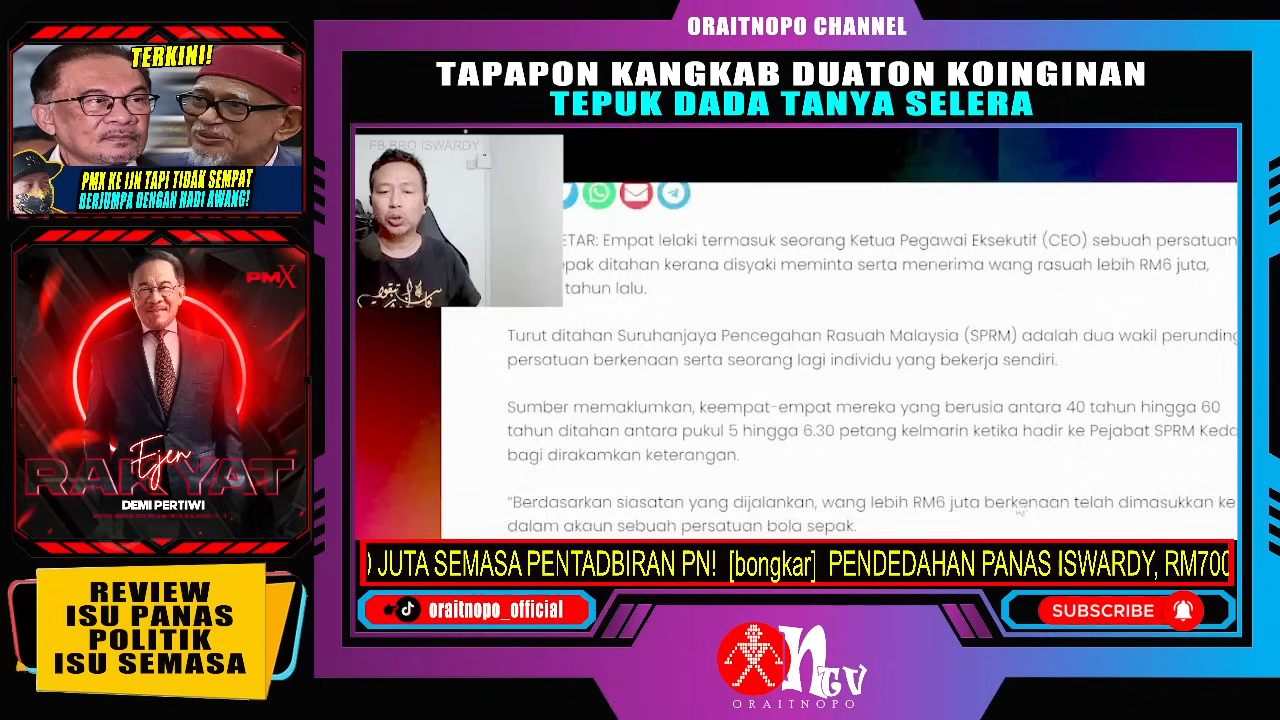 ORAITNOPO CHANNEL
TERKINI!
PMX KE IJN TAPI TIDAK SEMPAT
BERJUMPA DENGAN HADI AWANG!
TAPAPON KANGKAB DUATON KOINGINAN
TEPUK DADA TANYA SELERA
FB BRO ISWARDY
ETAR: Empat lelaki termasuk seorang Ketua Pegawai Eksekutif (CEO) sebuah persatuan
opak ditahan kerana disyaki meminta serta menerima wang rasuah lebih RM6 juta,
tahun lalu.
Turut ditahan Suruhanjaya Pencegahan Rasuah Malaysia (SPRM) adalah dua wakil perunding
persatuan berkenaan serta seorang lagi individu yang bekerja sendiri.
Sumber memaklumkan, keempat-empat mereka yang berusia antara 40 tahun hingga 60
tahun ditahan antara pukul 5 hingga 6.30 petang kelmarin ketika hadir ke Pejabat SPRM Keda
bagi dirakamkan keterangan.
“Berdasarkan siasatan yang dijalankan, wang lebih RM6 juta berkenaan telah dimasukkan ke
dalam akaun sebuah persatuan bola sepak.
PMX
Ejen
RAKYAT
DEMI PERTIWI
JUTA SEMASA PENTADBIRAN PN! [bongkar] PENDEDAHAN PANAS ISWARDY, RM700
REVIEW
ISU PANAS
POLITIK
ISU SEMASA
oraitnopo_official
SUBSCRIBE
n TV
ORAITNOPO